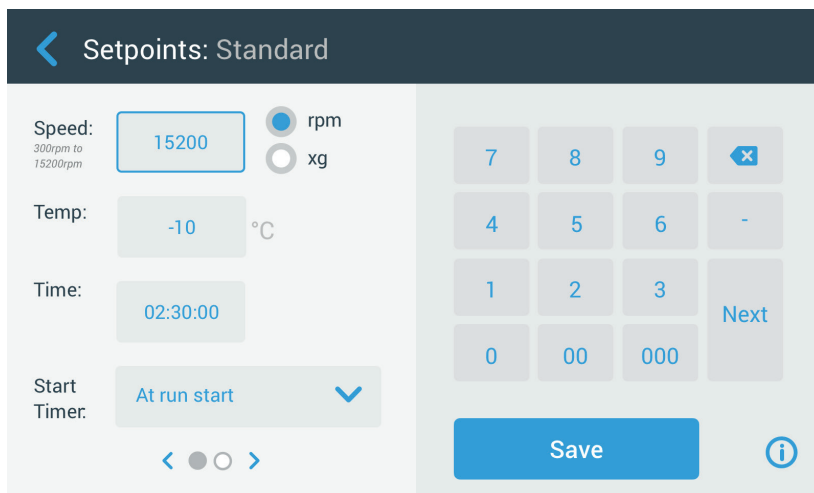 Setpoints: Standard
Speed:
300rpm to
15200rpm
15200
rpm
xg
Temp:
-10
°C
Time:
02:30:00
Start
Timer:
At run start
7 8 9
4 5 6 -
1 2 3
Next
0 00 000
Save